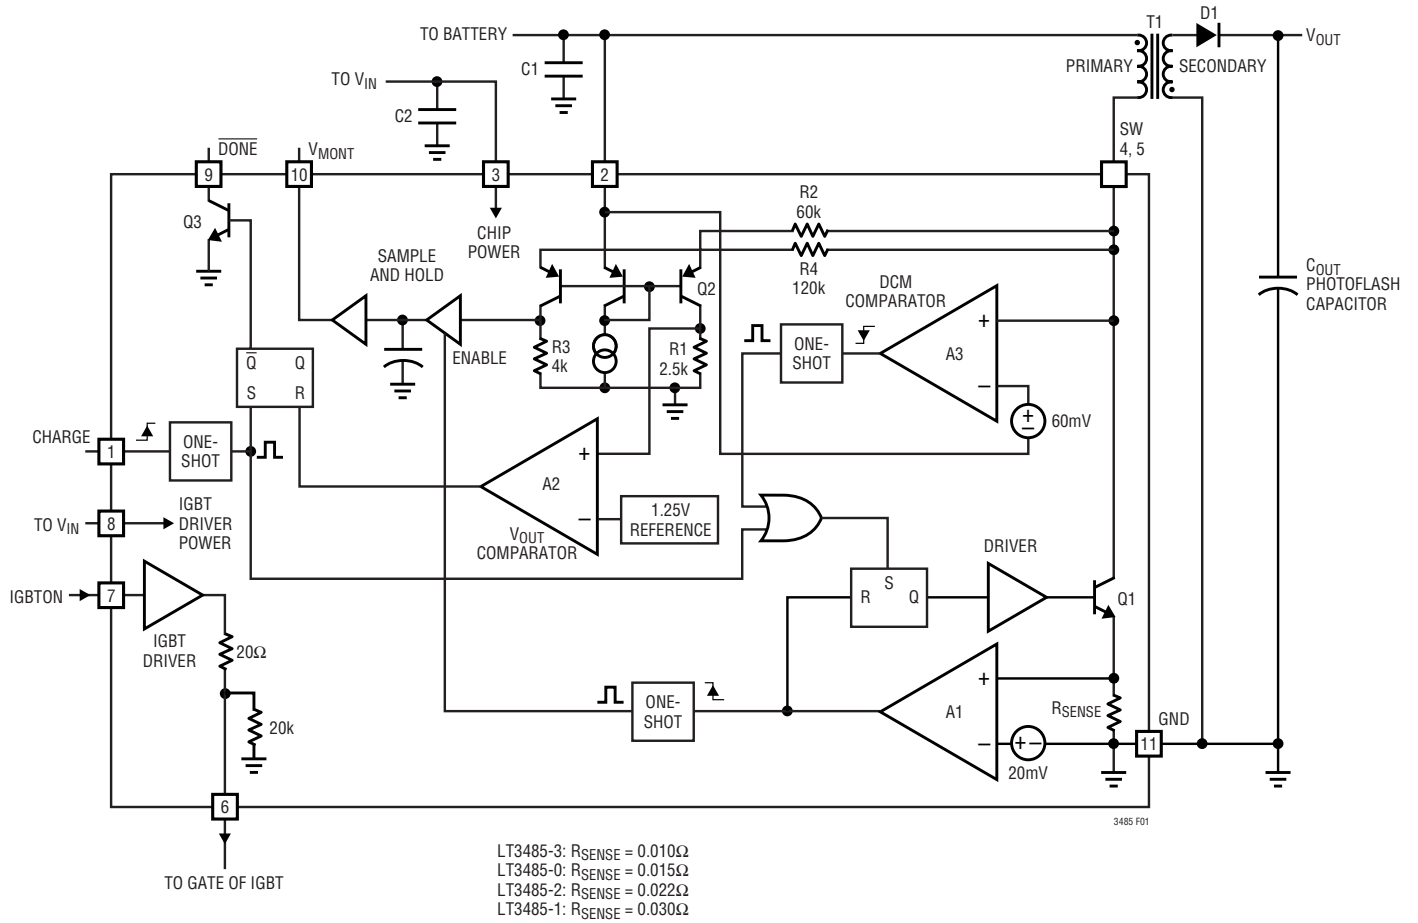 T1
D1
TO BATTERY
VOUT
C1
PRIMARY
SECONDARY
TO VIN
C2
SW
4, 5
DONE
VMONT
9
10
3
2
R2
60k
Q3
CHIP
POWER
SAMPLE
AND HOLD
R4
120k
Q2
DCM
COMPARATOR
COUT
PHOTOFLASH
CAPACITOR
+
ENABLE
R3
4k
R1
2.5k
ONE-
SHOT
A3
Q Q
S R
−
+
−
60mV
CHARGE
1
ONE-
SHOT
+
A2
1.25V
REFERENCE
−
VOUT
COMPARATOR
TO VIN
8
IGBT
DRIVER
POWER
DRIVER
S
R Q
Q1
IGBTON
7
IGBT
DRIVER
20Ω
+
ONE-
SHOT
A1
RSENSE
GND
20k
−
+ −
11
20mV
6
3485 F01
TO GATE OF IGBT
LT3485-3: RSENSE = 0.010Ω
LT3485-0: RSENSE = 0.015Ω
LT3485-2: RSENSE = 0.022Ω
LT3485-1: RSENSE = 0.030Ω